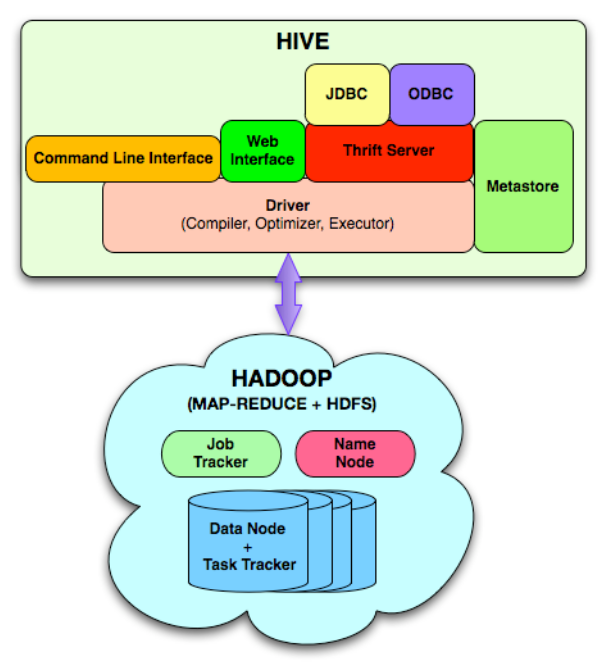 HIVE
JDBC
ODBC
Command Line Interface
Web
Interface
Thrift Server
Metastore
Driver
(Compiler, Optimizer, Executor)
HADOOP
(MAP-REDUCE + HDFS)
Job
Tracker
Name
Node
Data Node
+
Task Tracker